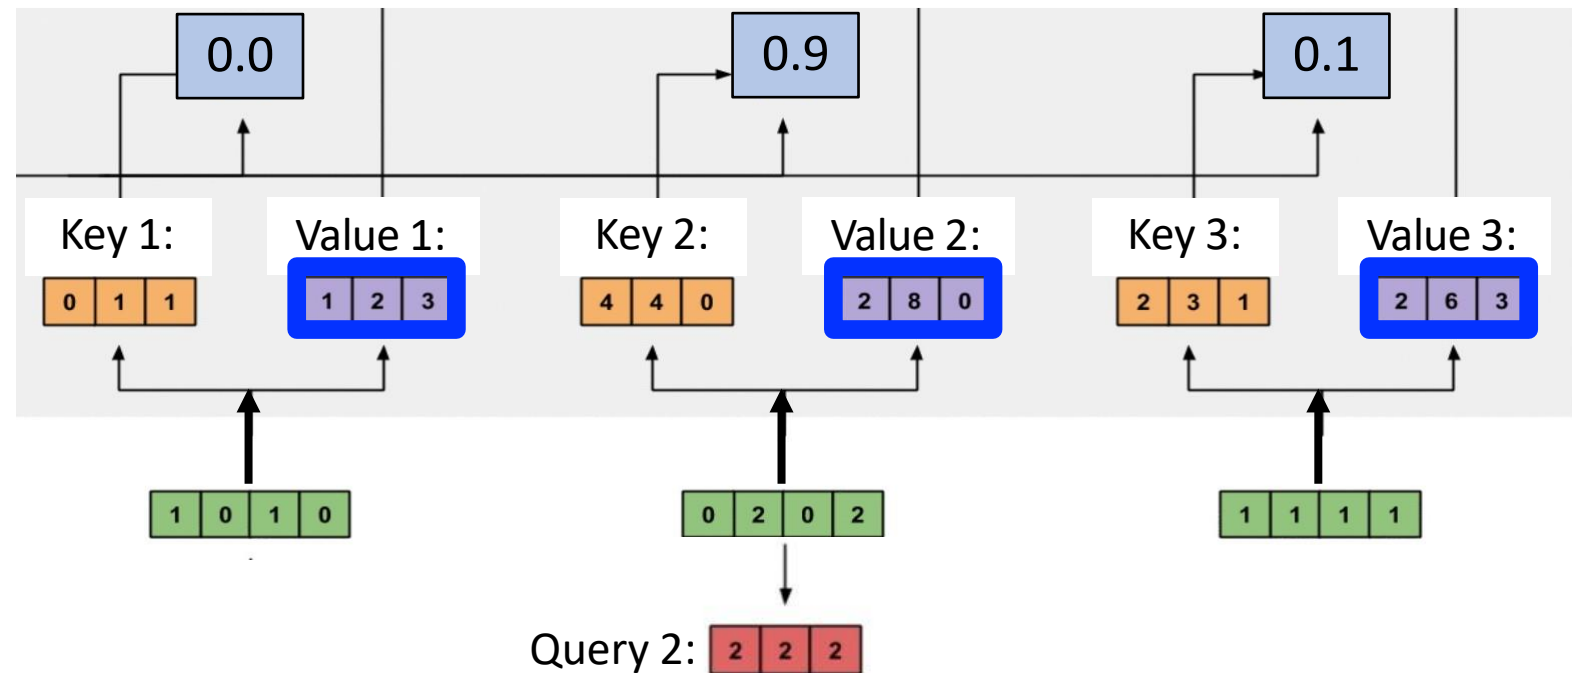 0.0 0.9 0.1
Key 1: Value 1: Key 2: Value 2: Key 3: Value 3:
0 1 1 1 2 3 4 4 0 2 8 0 2 3 1 2 6 3
1 0 1 0 0 2 0 2 1 1 1 1
Query 2: 2 2 2